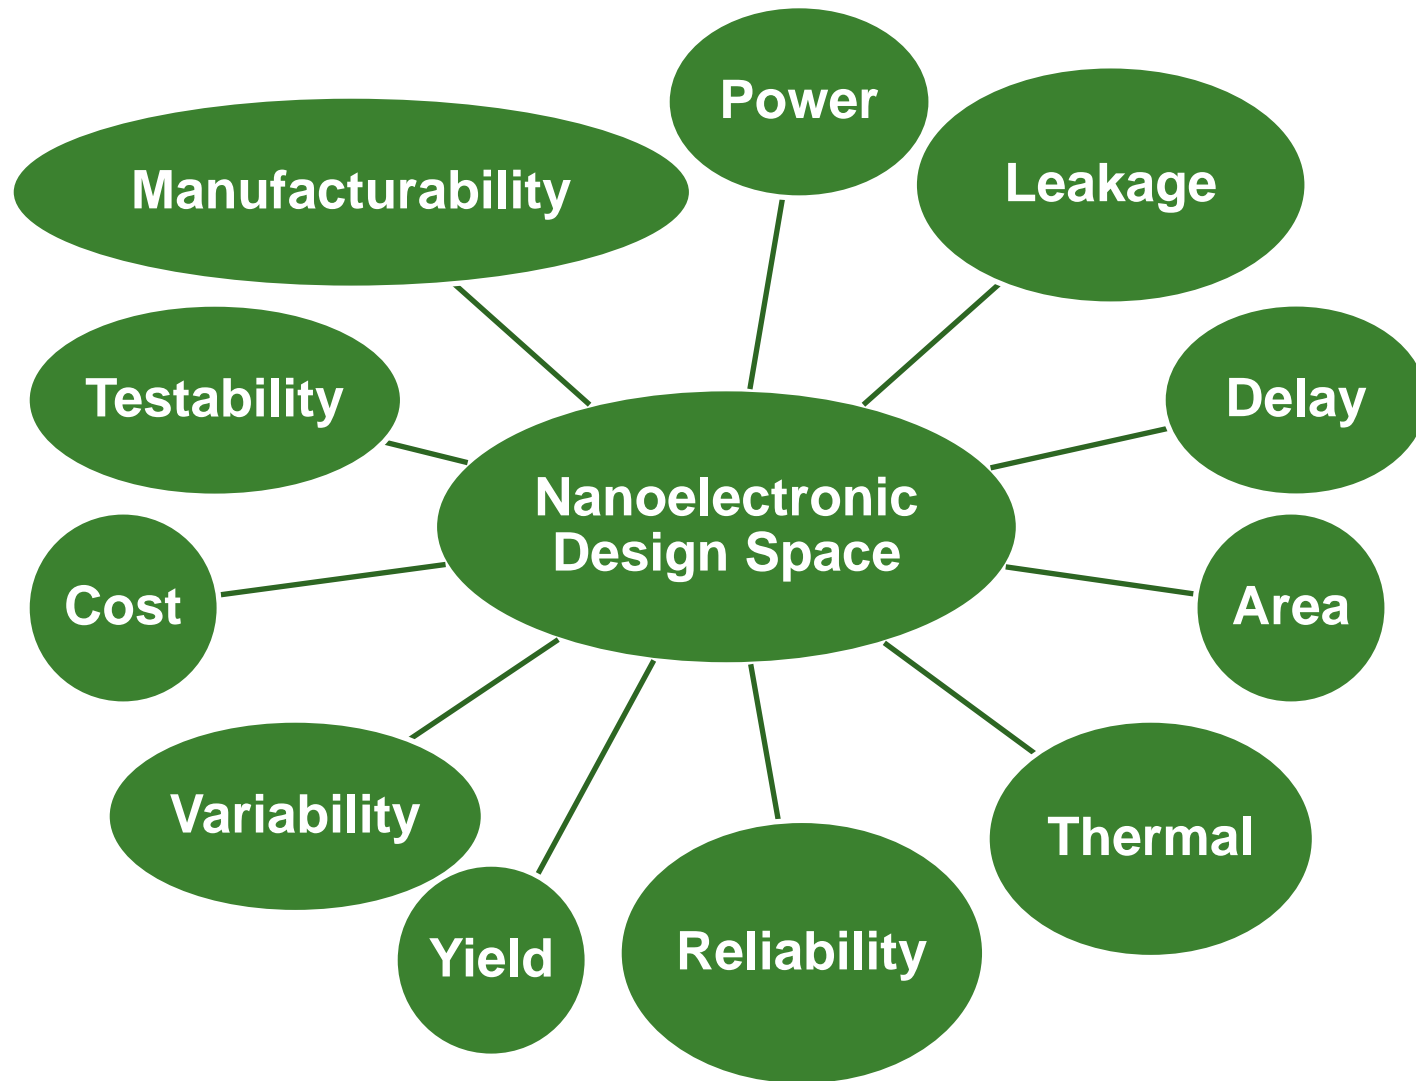 Power
Leakage
Manufacturability
Testability
Delay
Nanoelectronic
Design Space
Cost
Area
Variability
Thermal
Yield
Reliability